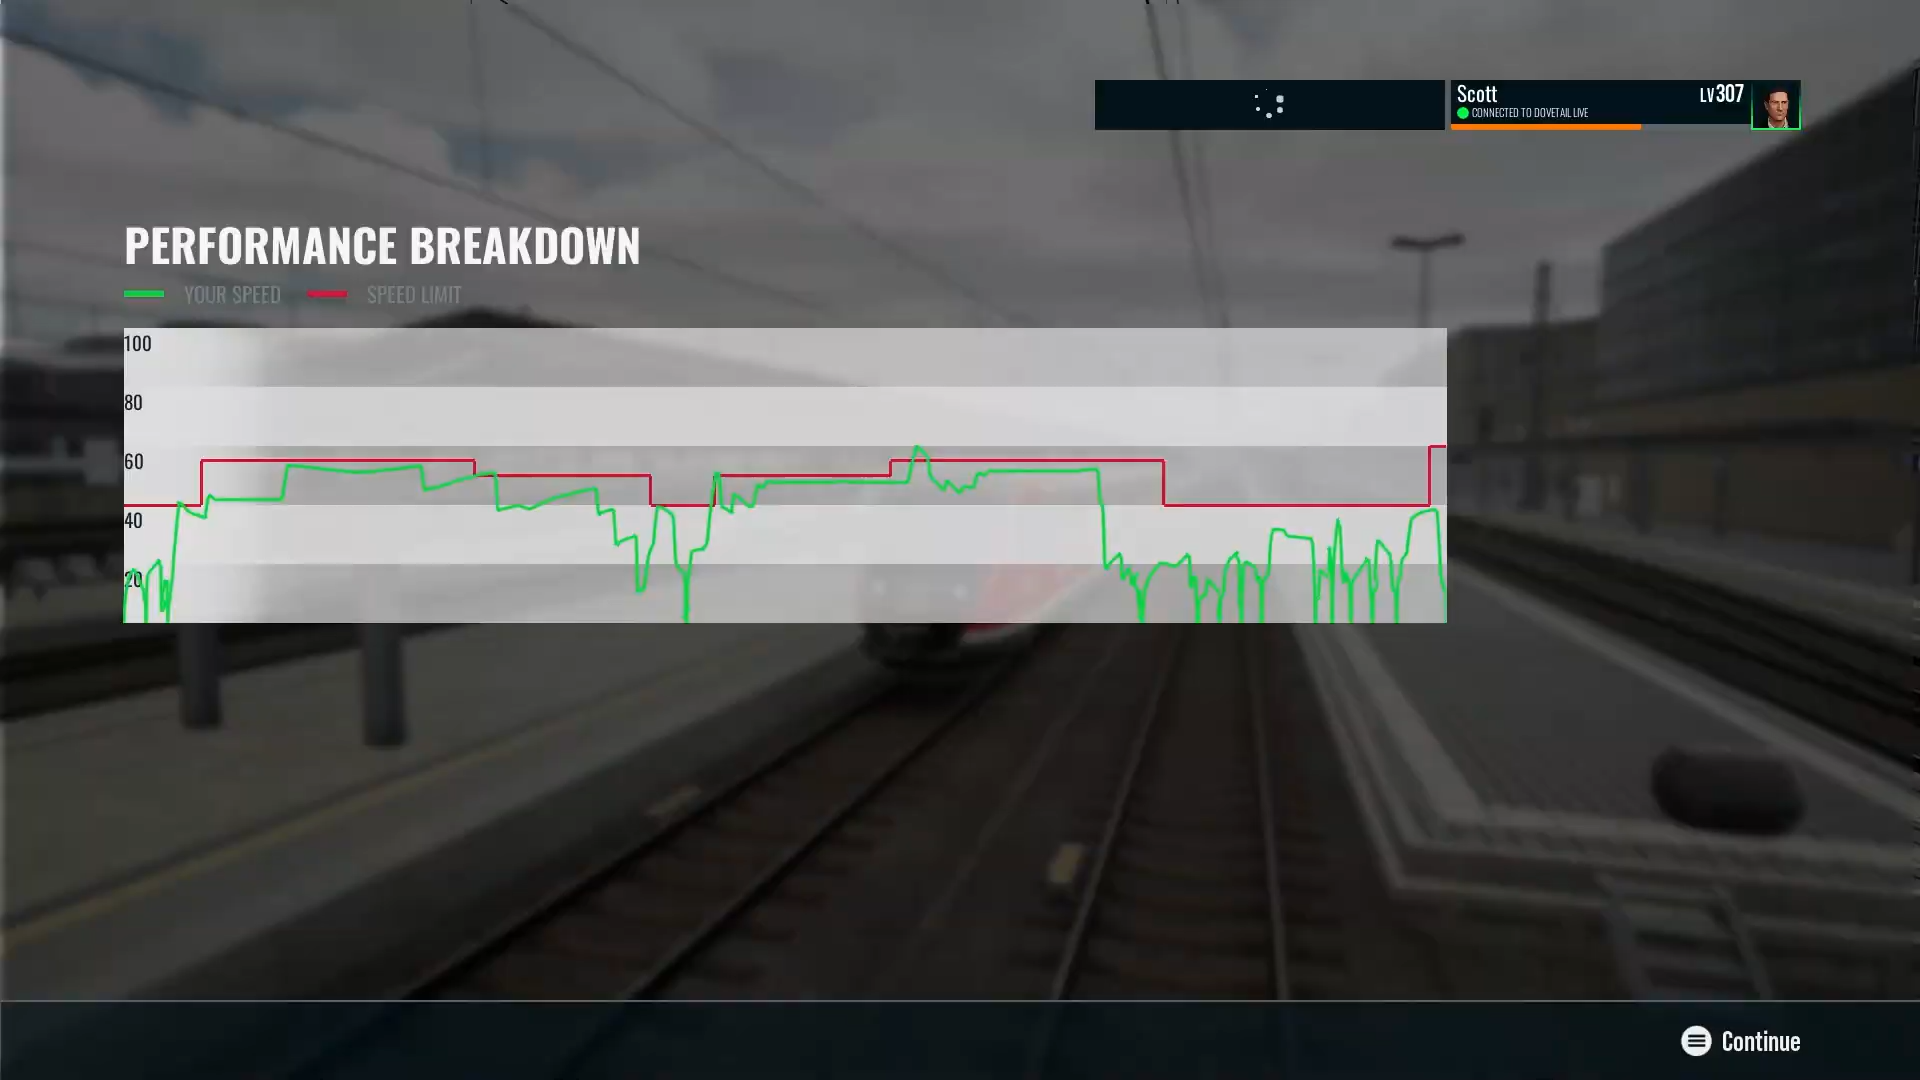 Scott
LV307
CONNECTED TO DOVETAIL LIVE
PERFORMANCE BREAKDOWN
YOUR SPEED
SPEED LIMIT
100
80
60
40
20
Continue